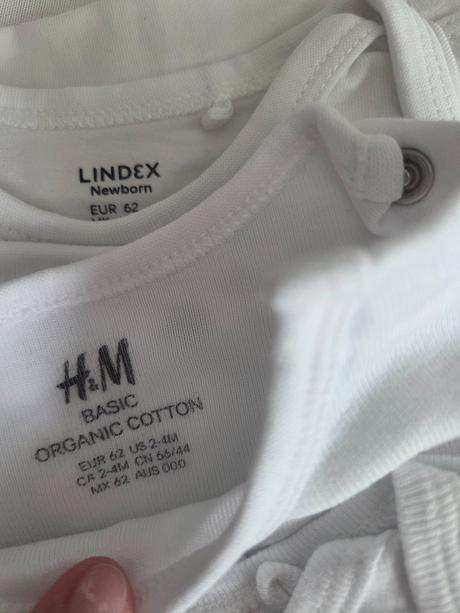 LINDEX
Newborn
EUR 62
H&M
BASIC
ORGANIC COTTON
EUR 62 US 2-4M
CA 2-4M CN 66/44
MX 62 AUS 000